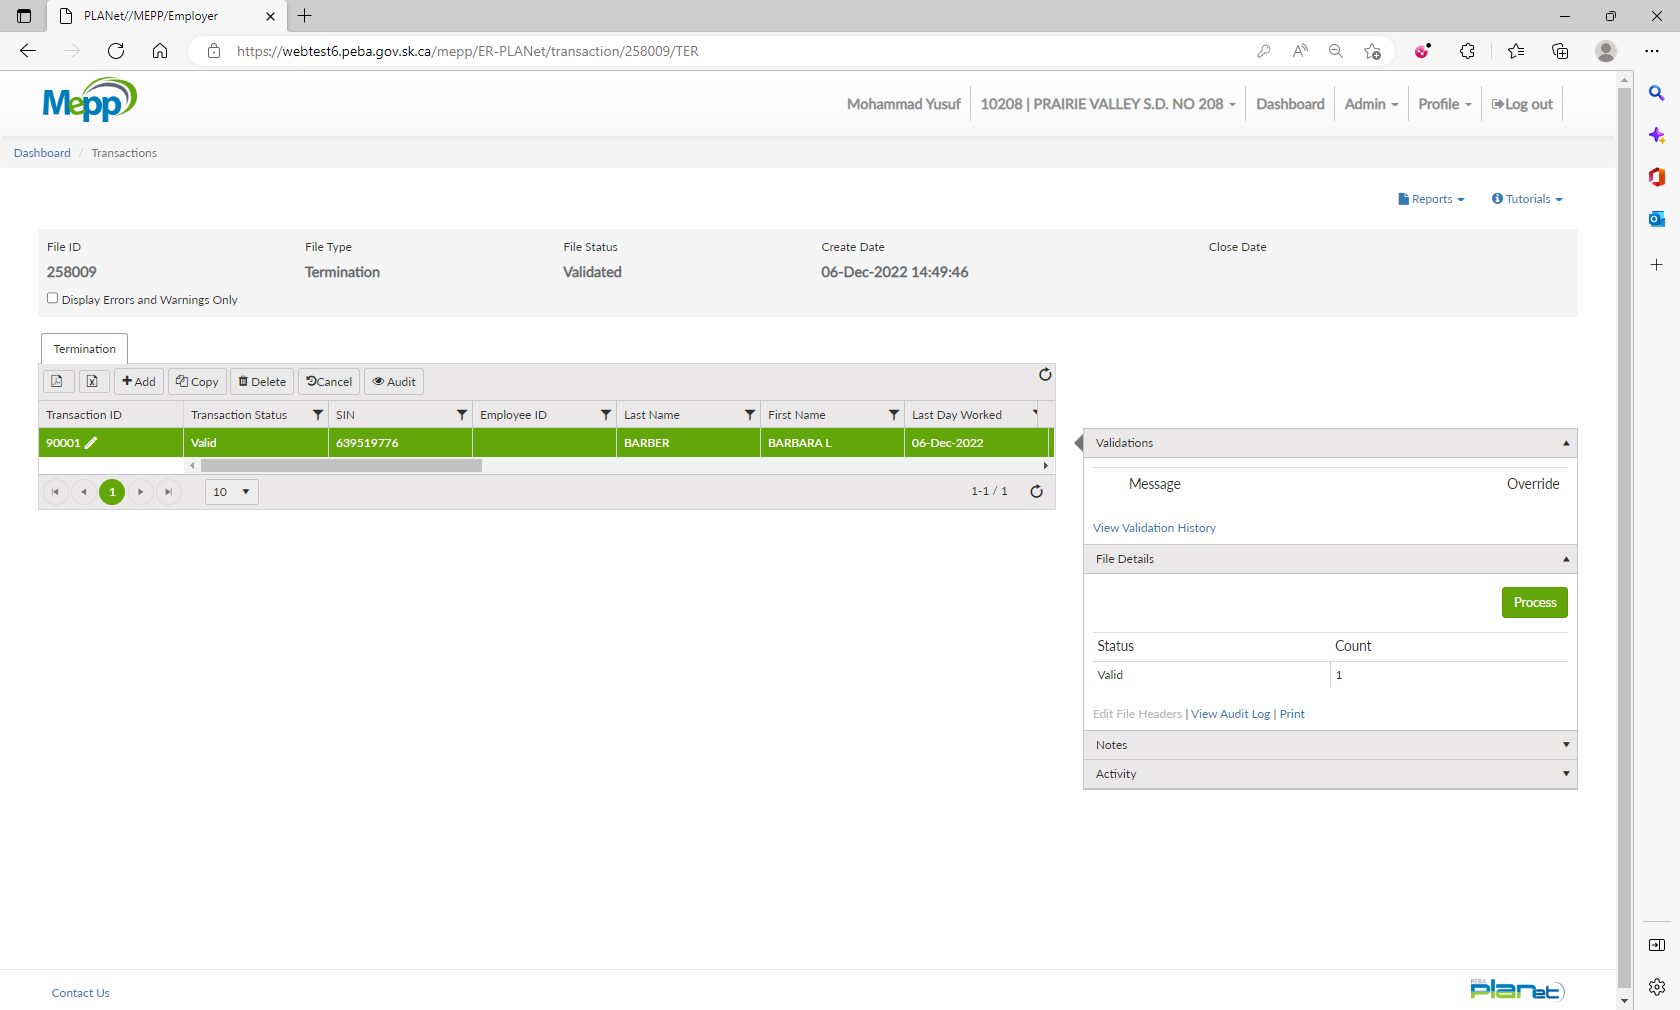 PLANet//MEPP/Employer
https://webtest6.peba.gov.sk.ca/mepp/ER-PLANet/transaction/258009/TER
Mepp
Mohammad Yusuf
10208 | PRAIRIE VALLEY S.D. NO 208
Dashboard
Admin
Profile
Log out
Dashboard / Transactions
Reports
Tutorials
File ID
File Type
File Status
Create Date
Close Date
258009
Termination
Validated
06-Dec-2022 14:49:46
Display Errors and Warnings Only
Termination
Add
Copy
Delete
Cancel
Audit
Transaction ID
Transaction Status
SIN
Employee ID
Last Name
First Name
Last Day Worked
90001
Valid
639519776
BARBER
BARBARA L
06-Dec-2022
1
10
1-1 / 1
Validations
Message
Override
View Validation History
File Details
Process
Status
Count
Valid
1
Edit File Headers | View Audit Log | Print
Notes
Activity
Contact Us
PEBA
PLANet